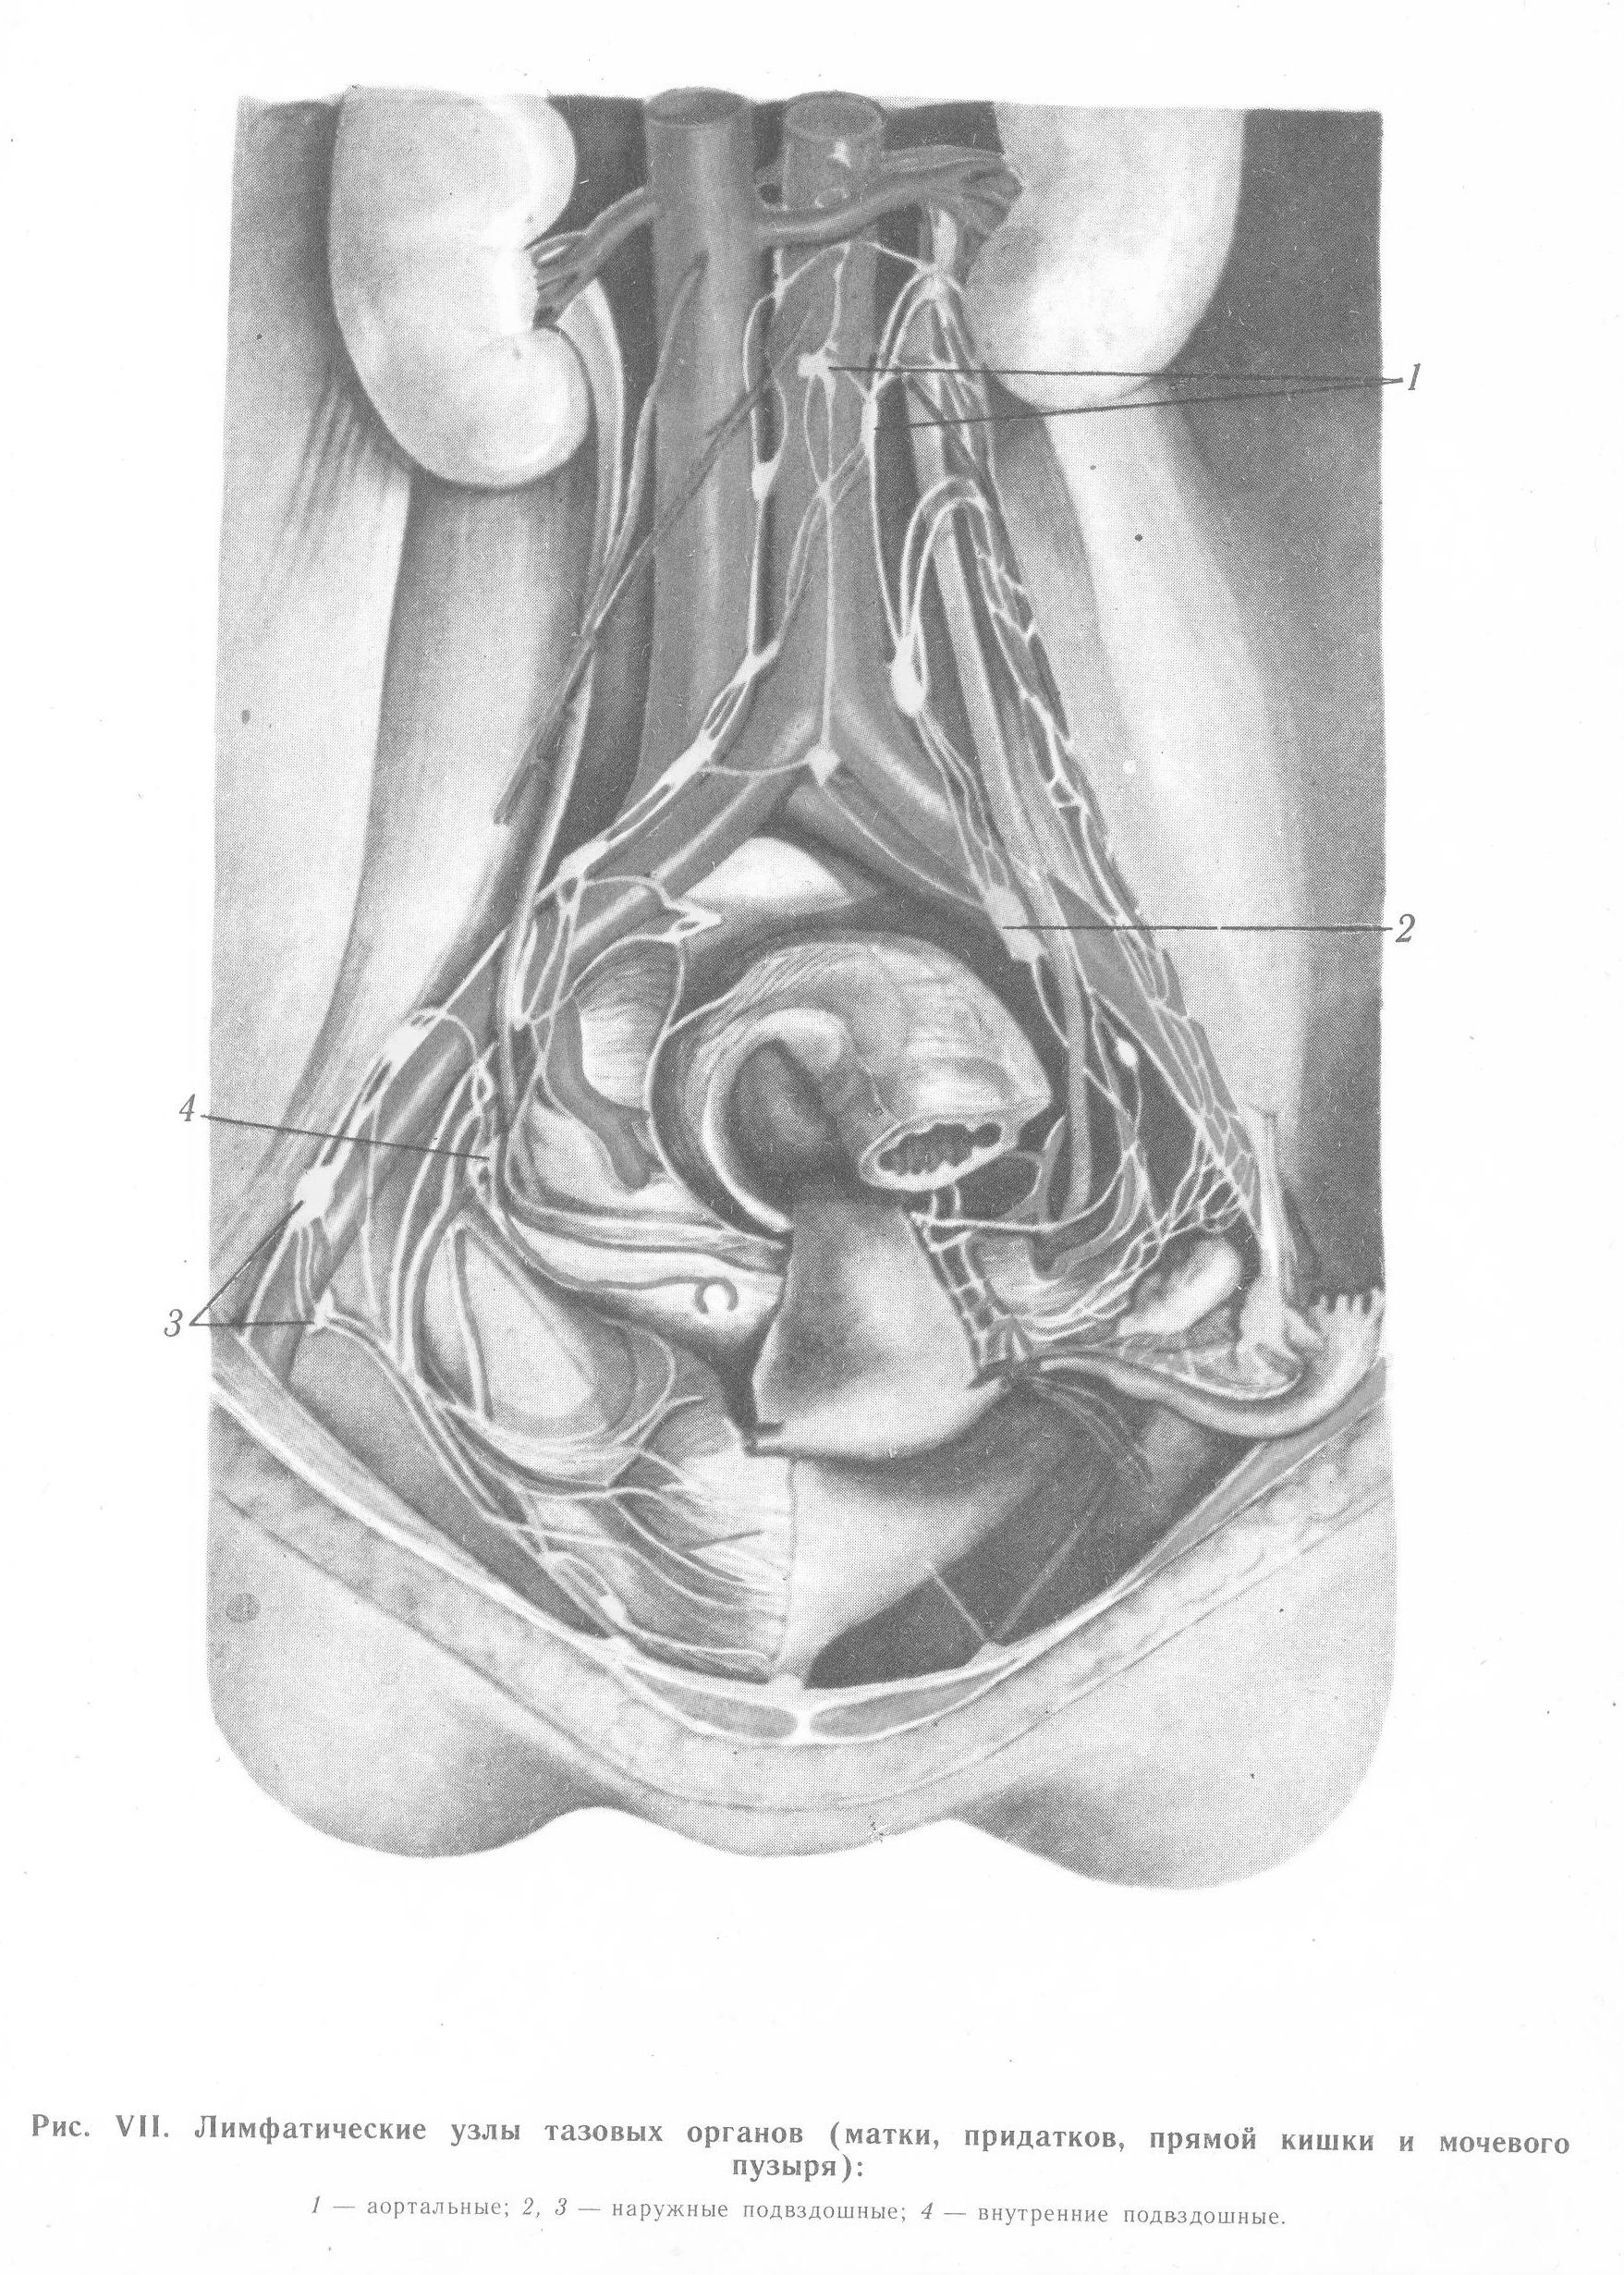 1
2
4
3
Рис. VII. Лимфатические узлы тазовых органов (матки, придатков, прямой кишки и мочевого
пузыря):
1 — аортальные; 2, 3 — наружные подвздошные; 4 — внутренние подвздошные.